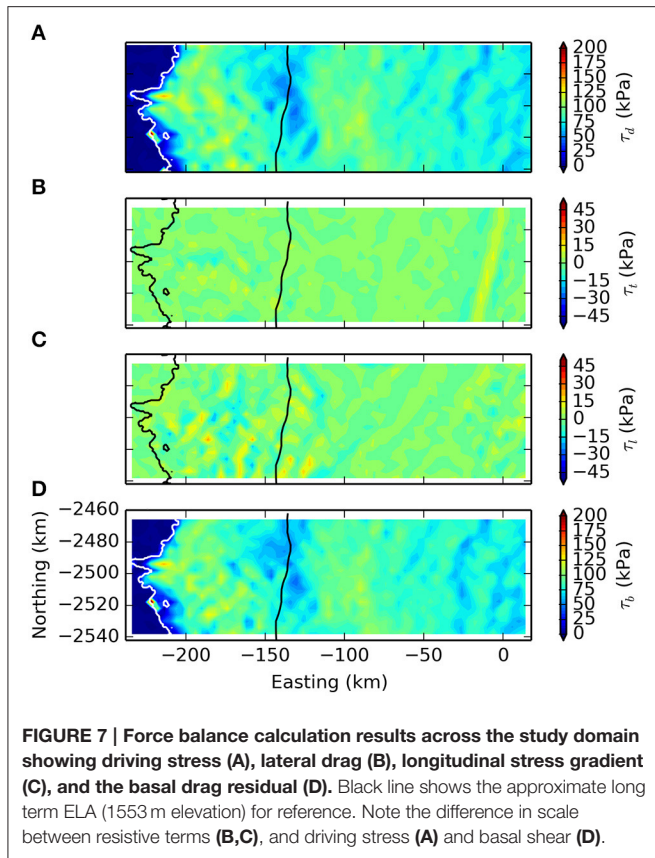 A
200
175
150
125
100
75
50
25
0
τd (kPa)
B
45
30
15
0
−15
−30
−45
τt (kPa)
C
45
30
15
0
−15
−30
−45
τl (kPa)
D
−2460
−2480
−2500
−2520
−2540
Northing (km)
200
175
150
125
100
75
50
25
0
τb (kPa)
−200 −150 −100 −50 0
Easting (km)
FIGURE 7 | Force balance calculation results across the study domain
showing driving stress (A), lateral drag (B), longitudinal stress gradient
(C), and the basal drag residual (D). Black line shows the approximate long
term ELA (1553 m elevation) for reference. Note the difference in scale
between resistive terms (B,C), and driving stress (A) and basal shear (D).